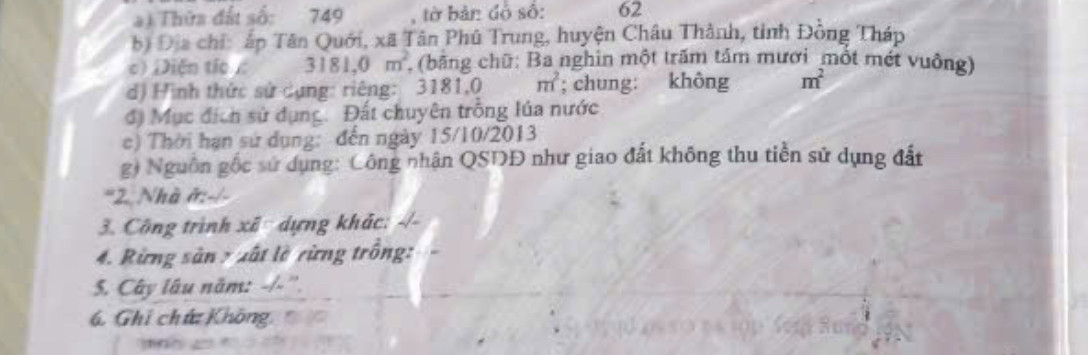 a) Thửa đất số: 749 , tờ bản đồ số: 62
b) Địa chỉ: ấp Tân Quới, xã Tân Phú Trung, huyện Châu Thành, tỉnh Đồng Tháp
c) Diện tíc : 3181,0 m², (bằng chữ: Ba nghìn một trăm tám mươi mốt mét vuông)
d) Hình thức sử dụng: riêng: 3181,0 m²; chung: không m²
đ) Mục đích sử dụng: Đất chuyên trồng lúa nước
e) Thời hạn sử dụng: đến ngày 15/10/2013
g) Nguồn gốc sử dụng: Công nhận QSDĐ như giao đất không thu tiền sử dụng đất
"2. Nhà ở:-/-
3. Công trình xây dựng khác: -/-
4. Rừng sản xuất là rừng trồng: -/-
5. Cây lâu năm: -/-".
6. Ghi chú: Không.